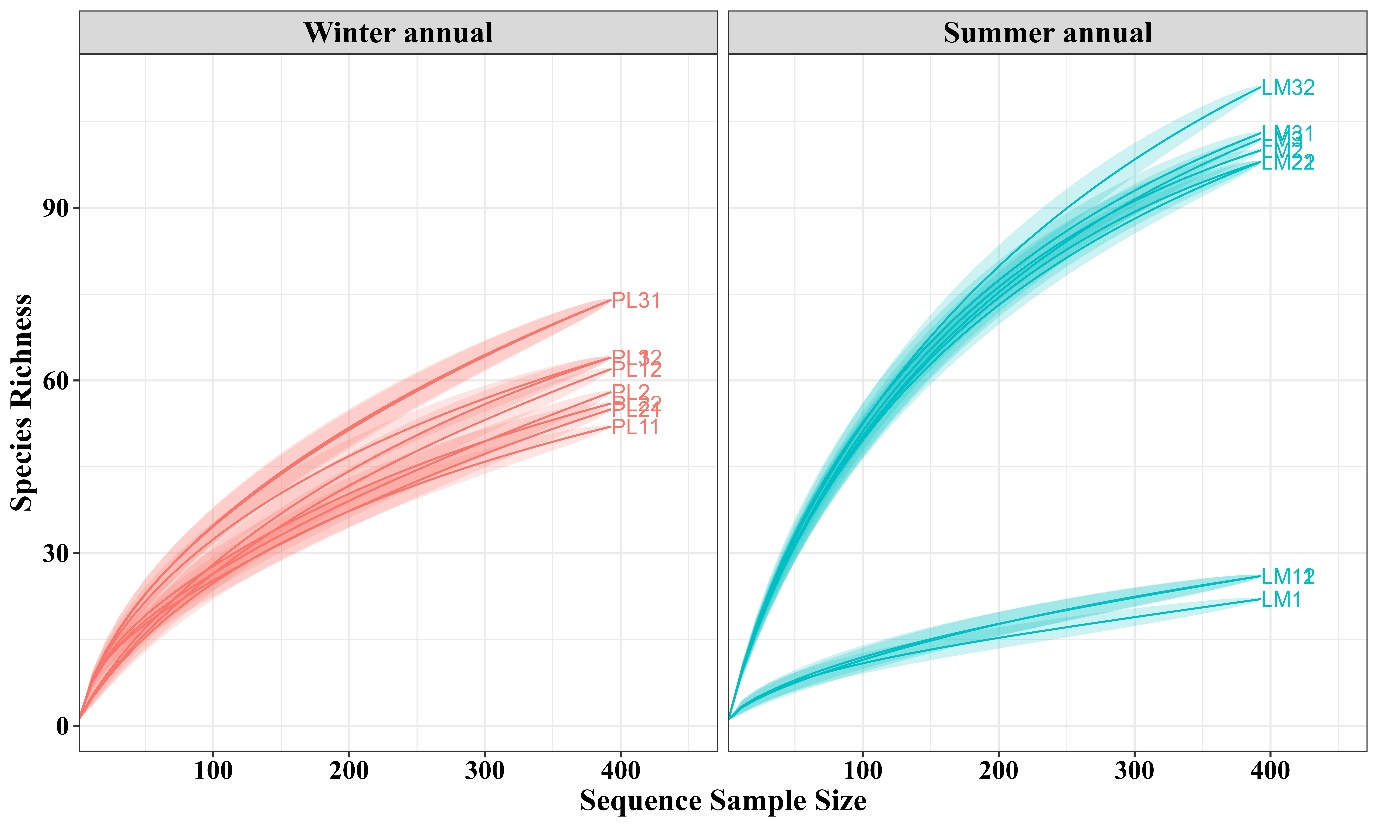 Winter annual
Summer annual
Species Richness
90
60
30
0
PL31
PL12
PL2
PL11
LM32
LM31
LM22
LM1
100
200
300
400
100
200
300
400
Sequence Sample Size